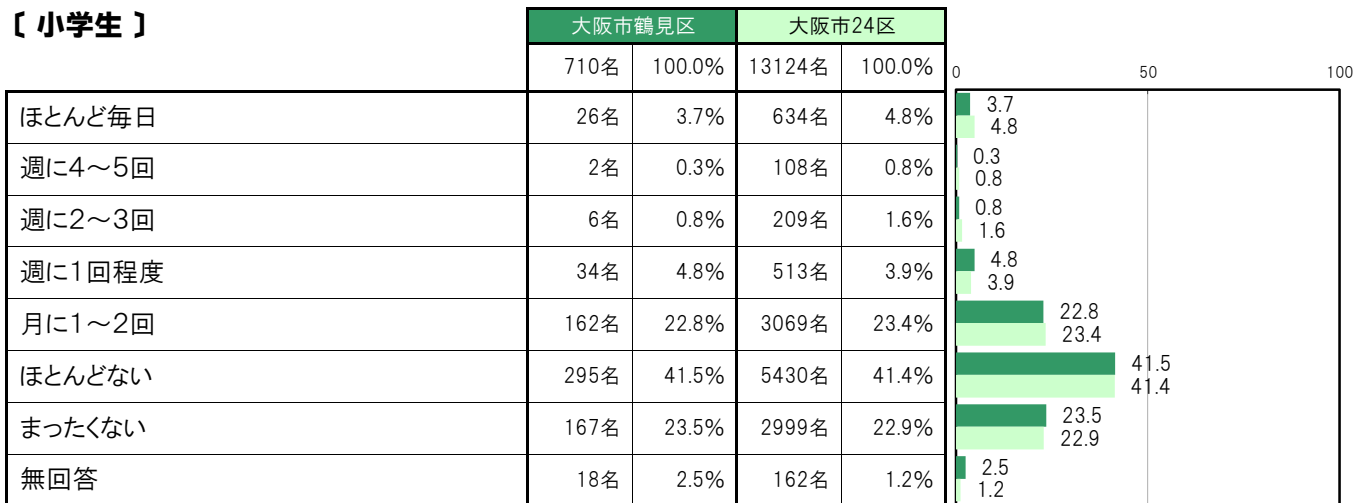 〔 小学生 〕
大阪市鶴見区 大阪市24区
710名 100.0% 13124名 100.0% 0 50 100
ほとんど毎日 26名 3.7% 634名 4.8% 3.7
4.8
週に4～5回 2名 0.3% 108名 0.8% 0.3
0.8
週に2～3回 6名 0.8% 209名 1.6% 0.8
1.6
週に1回程度 34名 4.8% 513名 3.9% 4.8
3.9
月に1～2回 162名 22.8% 3069名 23.4% 22.8
23.4
ほとんどない 295名 41.5% 5430名 41.4% 41.5
41.4
まったくない 167名 23.5% 2999名 22.9% 23.5
22.9
無回答 18名 2.5% 162名 1.2% 2.5
1.2